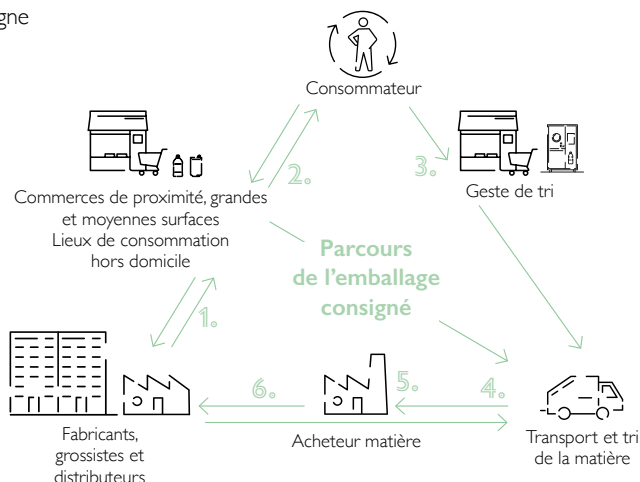 Consommateur
2.
3.
Commerces de proximité, grandes
et moyennes surfaces
Lieux de consommation
hors domicile
Geste de tri
Parcours
de l’emballage
consigné
1.
6.
5.
4.
Fabricants,
grossistes et
distributeurs
Acheteur matière
Transport et tri
de la matière